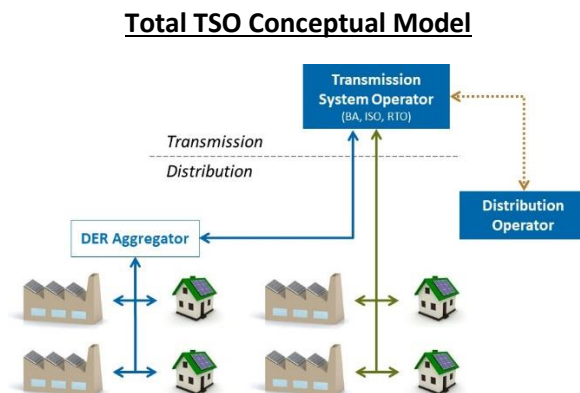 Total TSO Conceptual Model
Transmission
System Operator
(BA, ISO, RTO)
Transmission
Distribution
Distribution
Operator
DER Aggregator